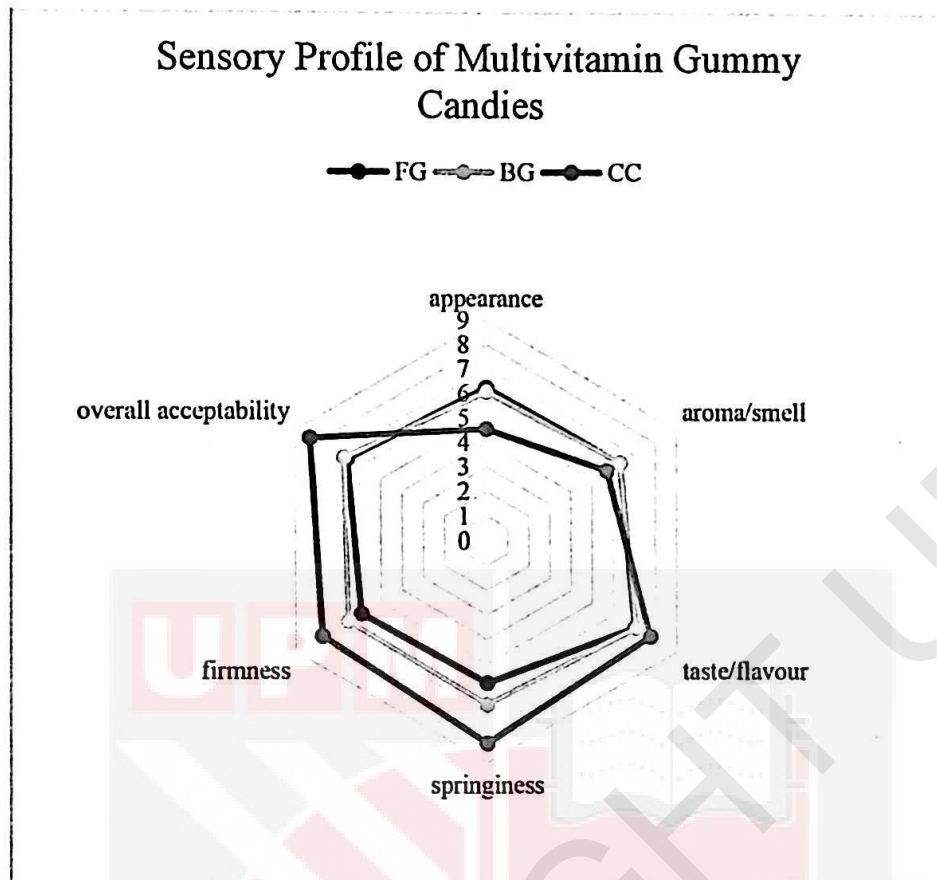 Sensory Profile of Multivitamin Gummy
Candies
FG BG CC
appearance
9
8
7
6
5
4
3
2
1
0
overall acceptability
aroma/smell
firmness
taste/flavour
springiness
UPM